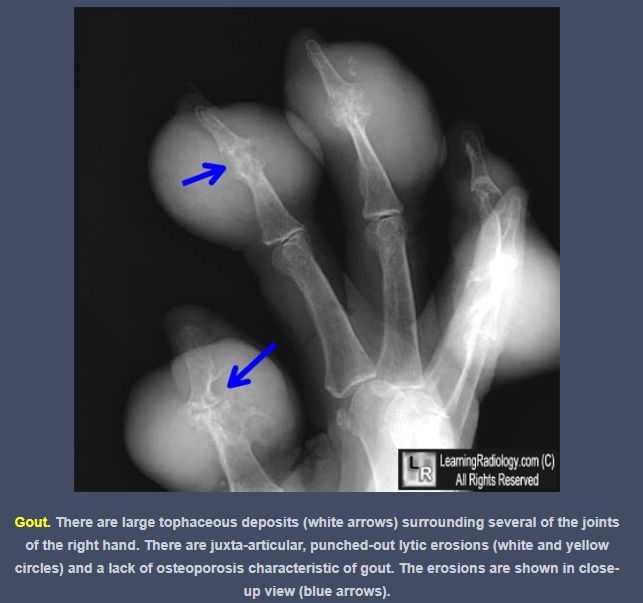 LR LearningRadiology.com (C)
All Rights Reserved
Gout. There are large tophaceous deposits (white arrows) surrounding several of the joints
of the right hand. There are juxta-articular, punched-out lytic erosions (white and yellow
circles) and a lack of osteoporosis characteristic of gout. The erosions are shown in close-
up view (blue arrows).